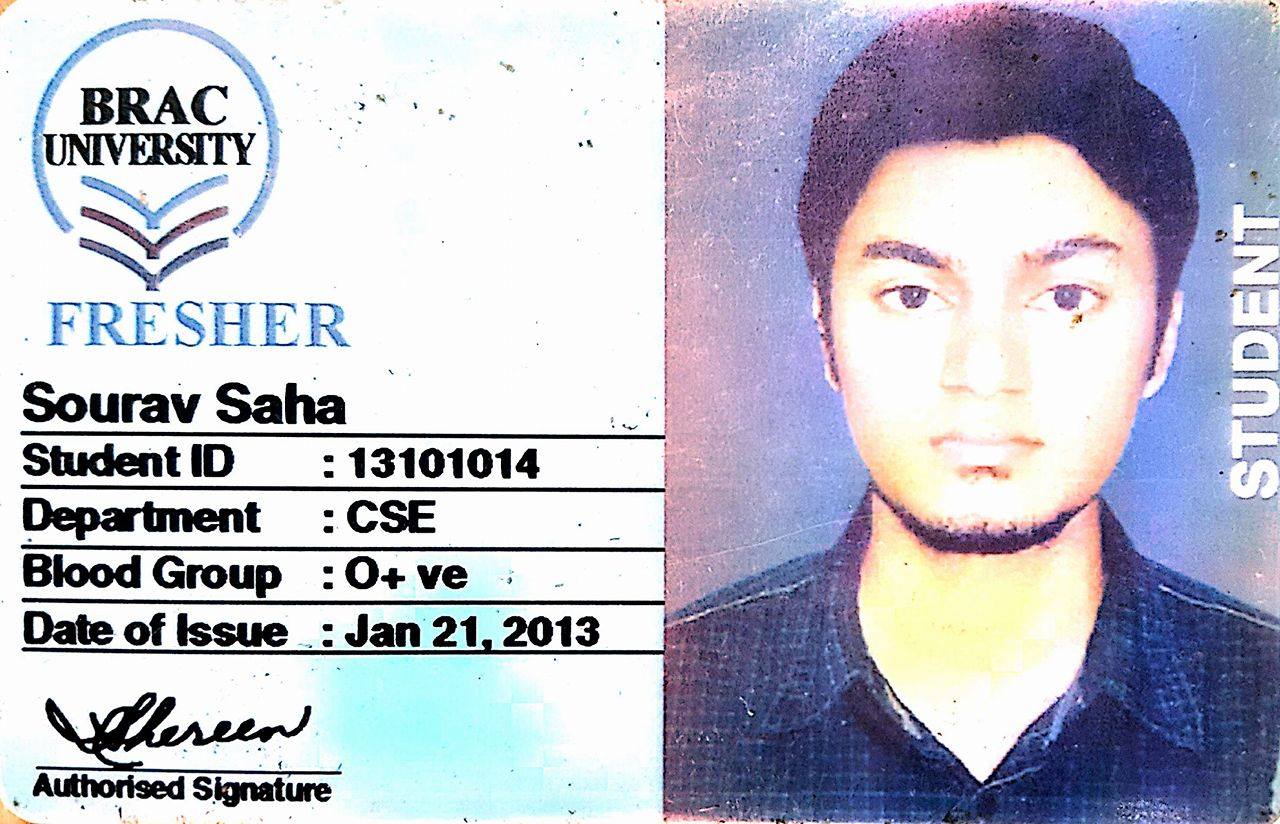 BRAC
UNIVERSITY
FRESHER
Sourav Saha
Student ID : 13101014
Department : CSE
Blood Group : O+ ve
Date of Issue : Jan 21, 2013
Shereen
Authorised Signature
STUDENT